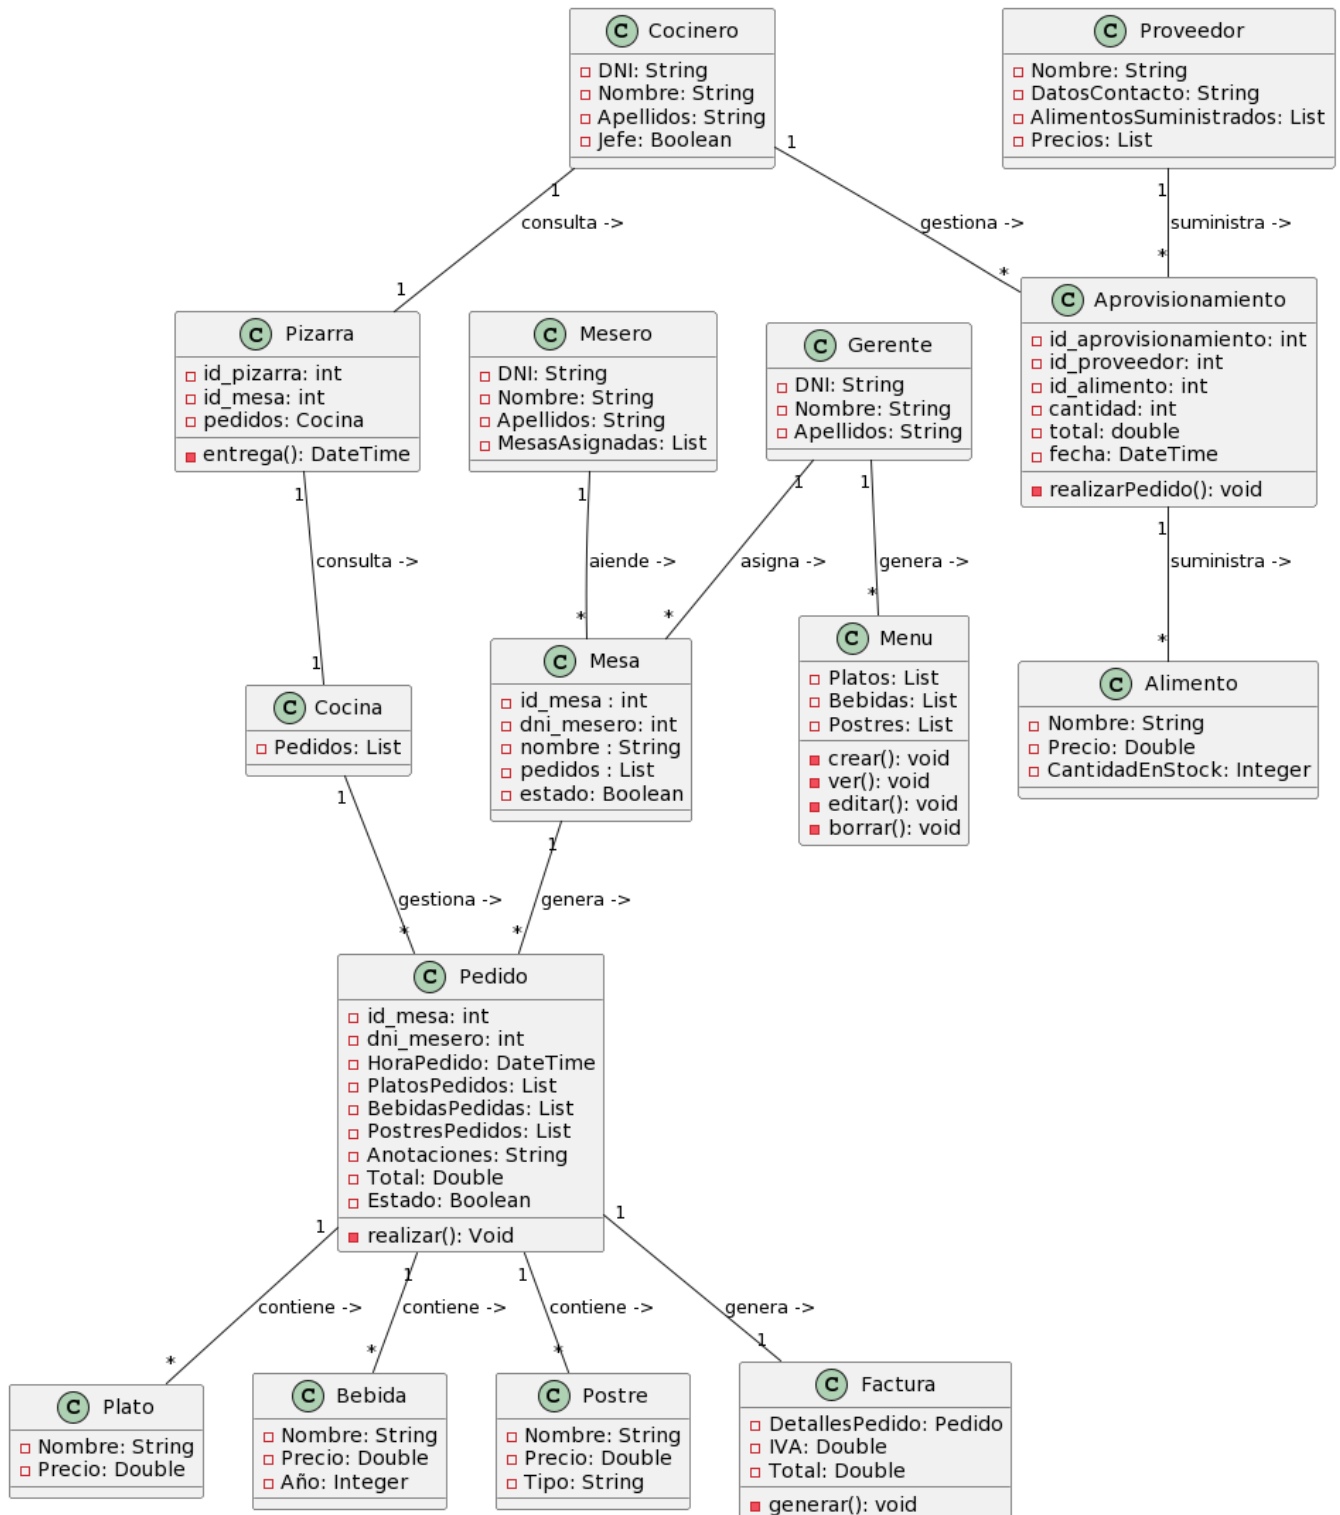 C Cocinero
DNI: String
Nombre: String
Apellidos: String
Jefe: Boolean
C Proveedor
Nombre: String
DatosContacto: String
AlimentosSuministrados: List
Precios: List
1
consulta ->
1
1
gestiona ->
*
1
suministra ->
*
C Pizarra
id_pizarra: int
id_mesa: int
pedidos: Cocina
entrega(): DateTime
C Mesero
DNI: String
Nombre: String
Apellidos: String
MesasAsignadas: List
C Gerente
DNI: String
Nombre: String
Apellidos: String
C Aprovisionamiento
id_aprovisionamiento: int
id_proveedor: int
id_alimento: int
cantidad: int
total: double
fecha: DateTime
realizarPedido(): void
1
consulta ->
1
1
aiende ->
*
1
asigna ->
*
1
genera ->
*
1
suministra ->
*
C Cocina
Pedidos: List
C Mesa
id_mesa : int
dni_mesero: int
nombre : String
pedidos : List
estado: Boolean
C Menu
Platos: List
Bebidas: List
Postres: List
crear(): void
ver(): void
editar(): void
borrar(): void
C Alimento
Nombre: String
Precio: Double
CantidadEnStock: Integer
1
gestiona ->
*
1
genera ->
*
C Pedido
id_mesa: int
dni_mesero: int
HoraPedido: DateTime
PlatosPedidos: List
BebidasPedidas: List
PostresPedidos: List
Anotaciones: String
Total: Double
Estado: Boolean
realizar(): Void
1
contiene ->
*
1
contiene ->
*
1
contiene ->
*
1
genera ->
1
C Plato
Nombre: String
Precio: Double
C Bebida
Nombre: String
Precio: Double
Año: Integer
C Postre
Nombre: String
Precio: Double
Tipo: String
C Factura
DetallesPedido: Pedido
IVA: Double
Total: Double
generar(): void